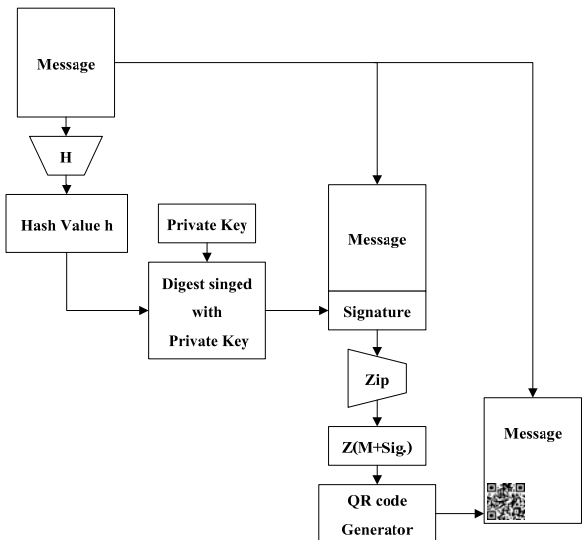 Message
H
Hash Value h
Private Key
Digest singed
with
Private Key
Message
Signature
Zip
Z(M+Sig.)
QR code
Generator
Message